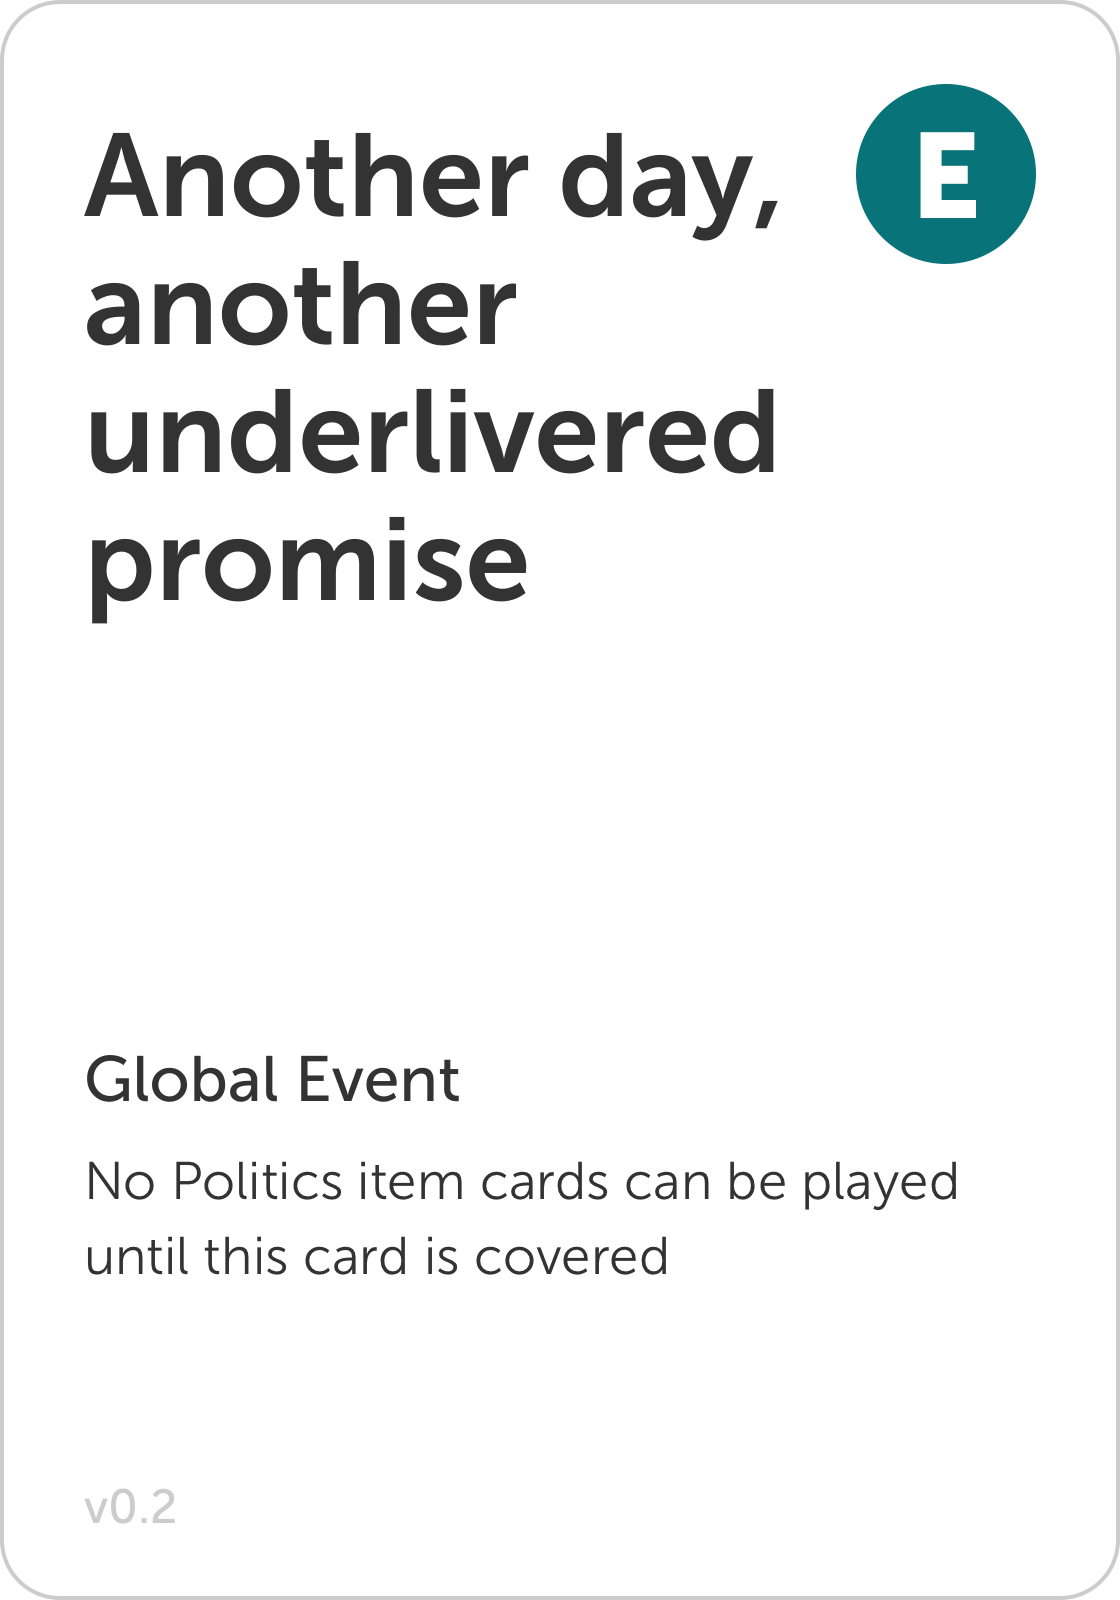 Another day,
E
another
underlivered
promise
Global Event
No Politics item cards can be played
until this card is covered
v0.2